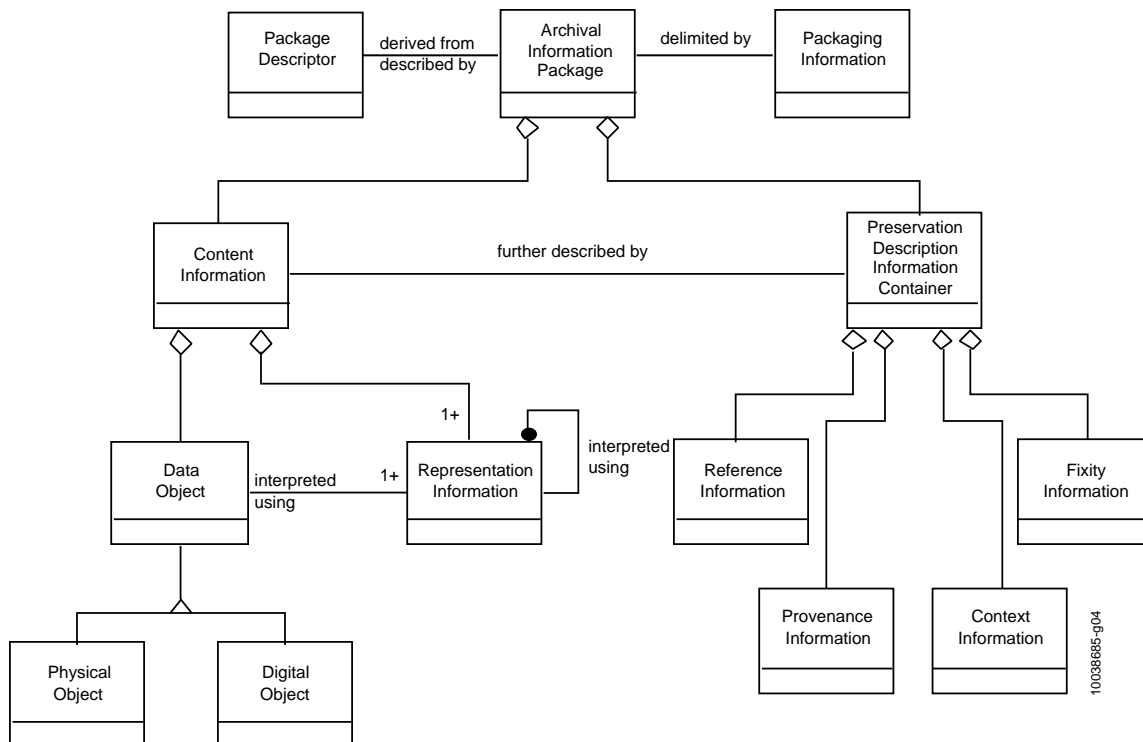 Package
Descriptor
derived from
described by
Archival
Information
Package
delimited by
Packaging
Information
Content
Information
further described by
Preservation
Description
Information
Container
1+
Data
Object
interpreted
using
1+
Representation
Information
interpreted
using
Reference
Information
Fixity
Information
Provenance
Information
Context
Information
Physical
Object
Digital
Object
10038685-g04